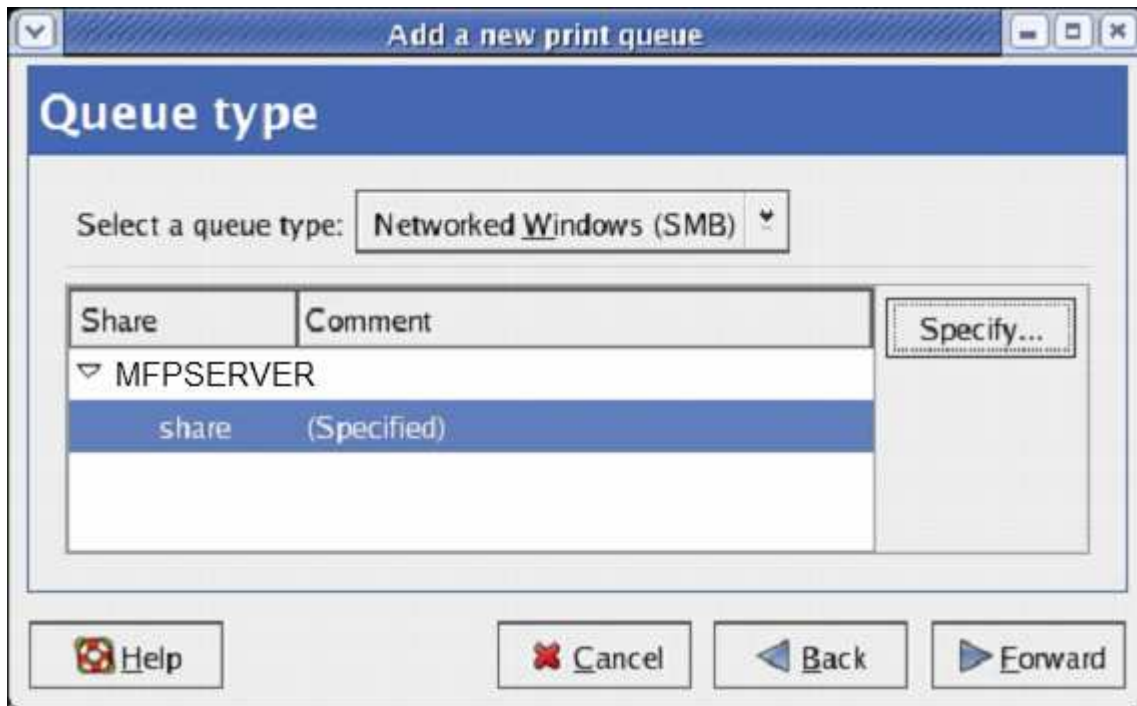 Add a new print queue
Queue type
Select a queue type: Networked Windows (SMB)
Share Comment
Specify...
MFPSERVER
share (Specified)
Help Cancel Back Forward